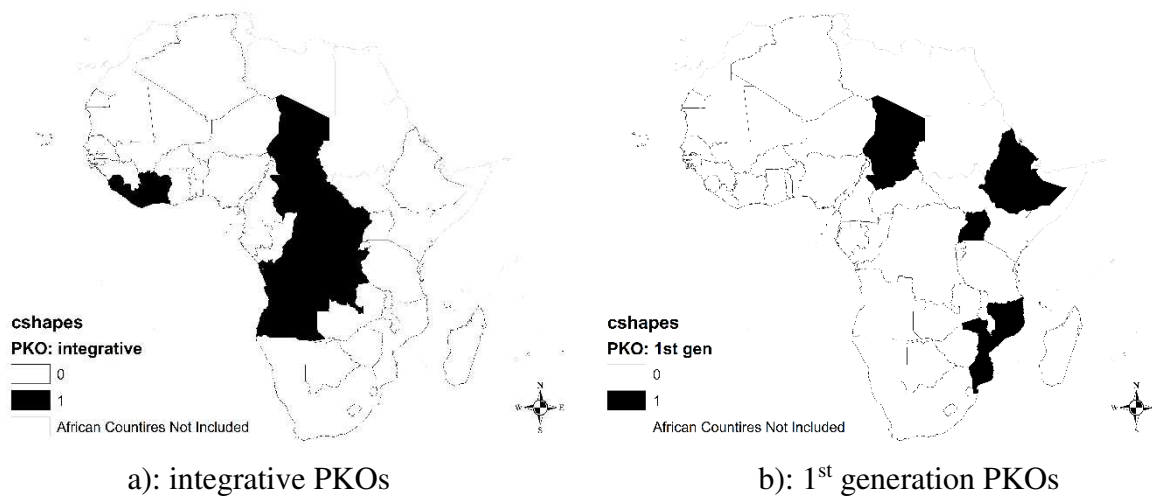 cshapes
PKO: integrative
0
1
African Countires Not Included
N
W E
S
a): integrative PKOs
cshapes
PKO: 1st gen
0
1
African Countires Not Included
N
W E
S
b): 1st generation PKOs